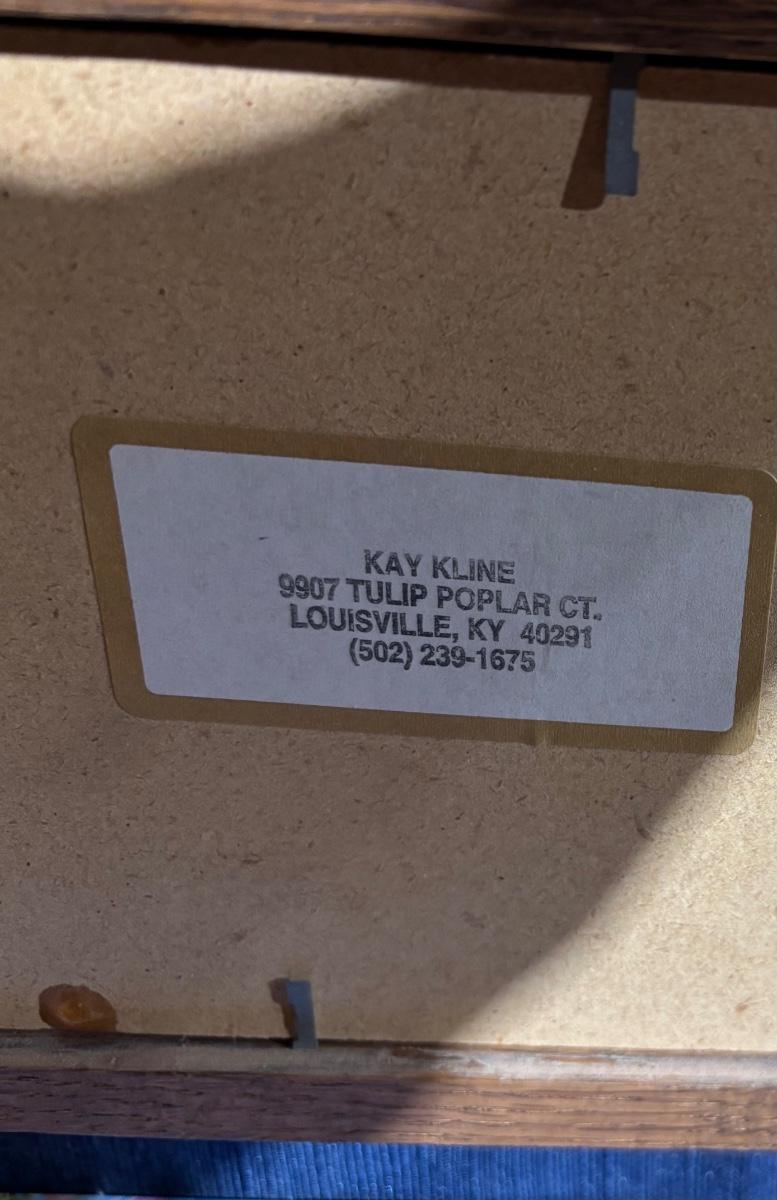 KAY KLINE
9907 TULIP POPLAR CT.
LOUISVILLE, KY 40291
(502) 239-1675